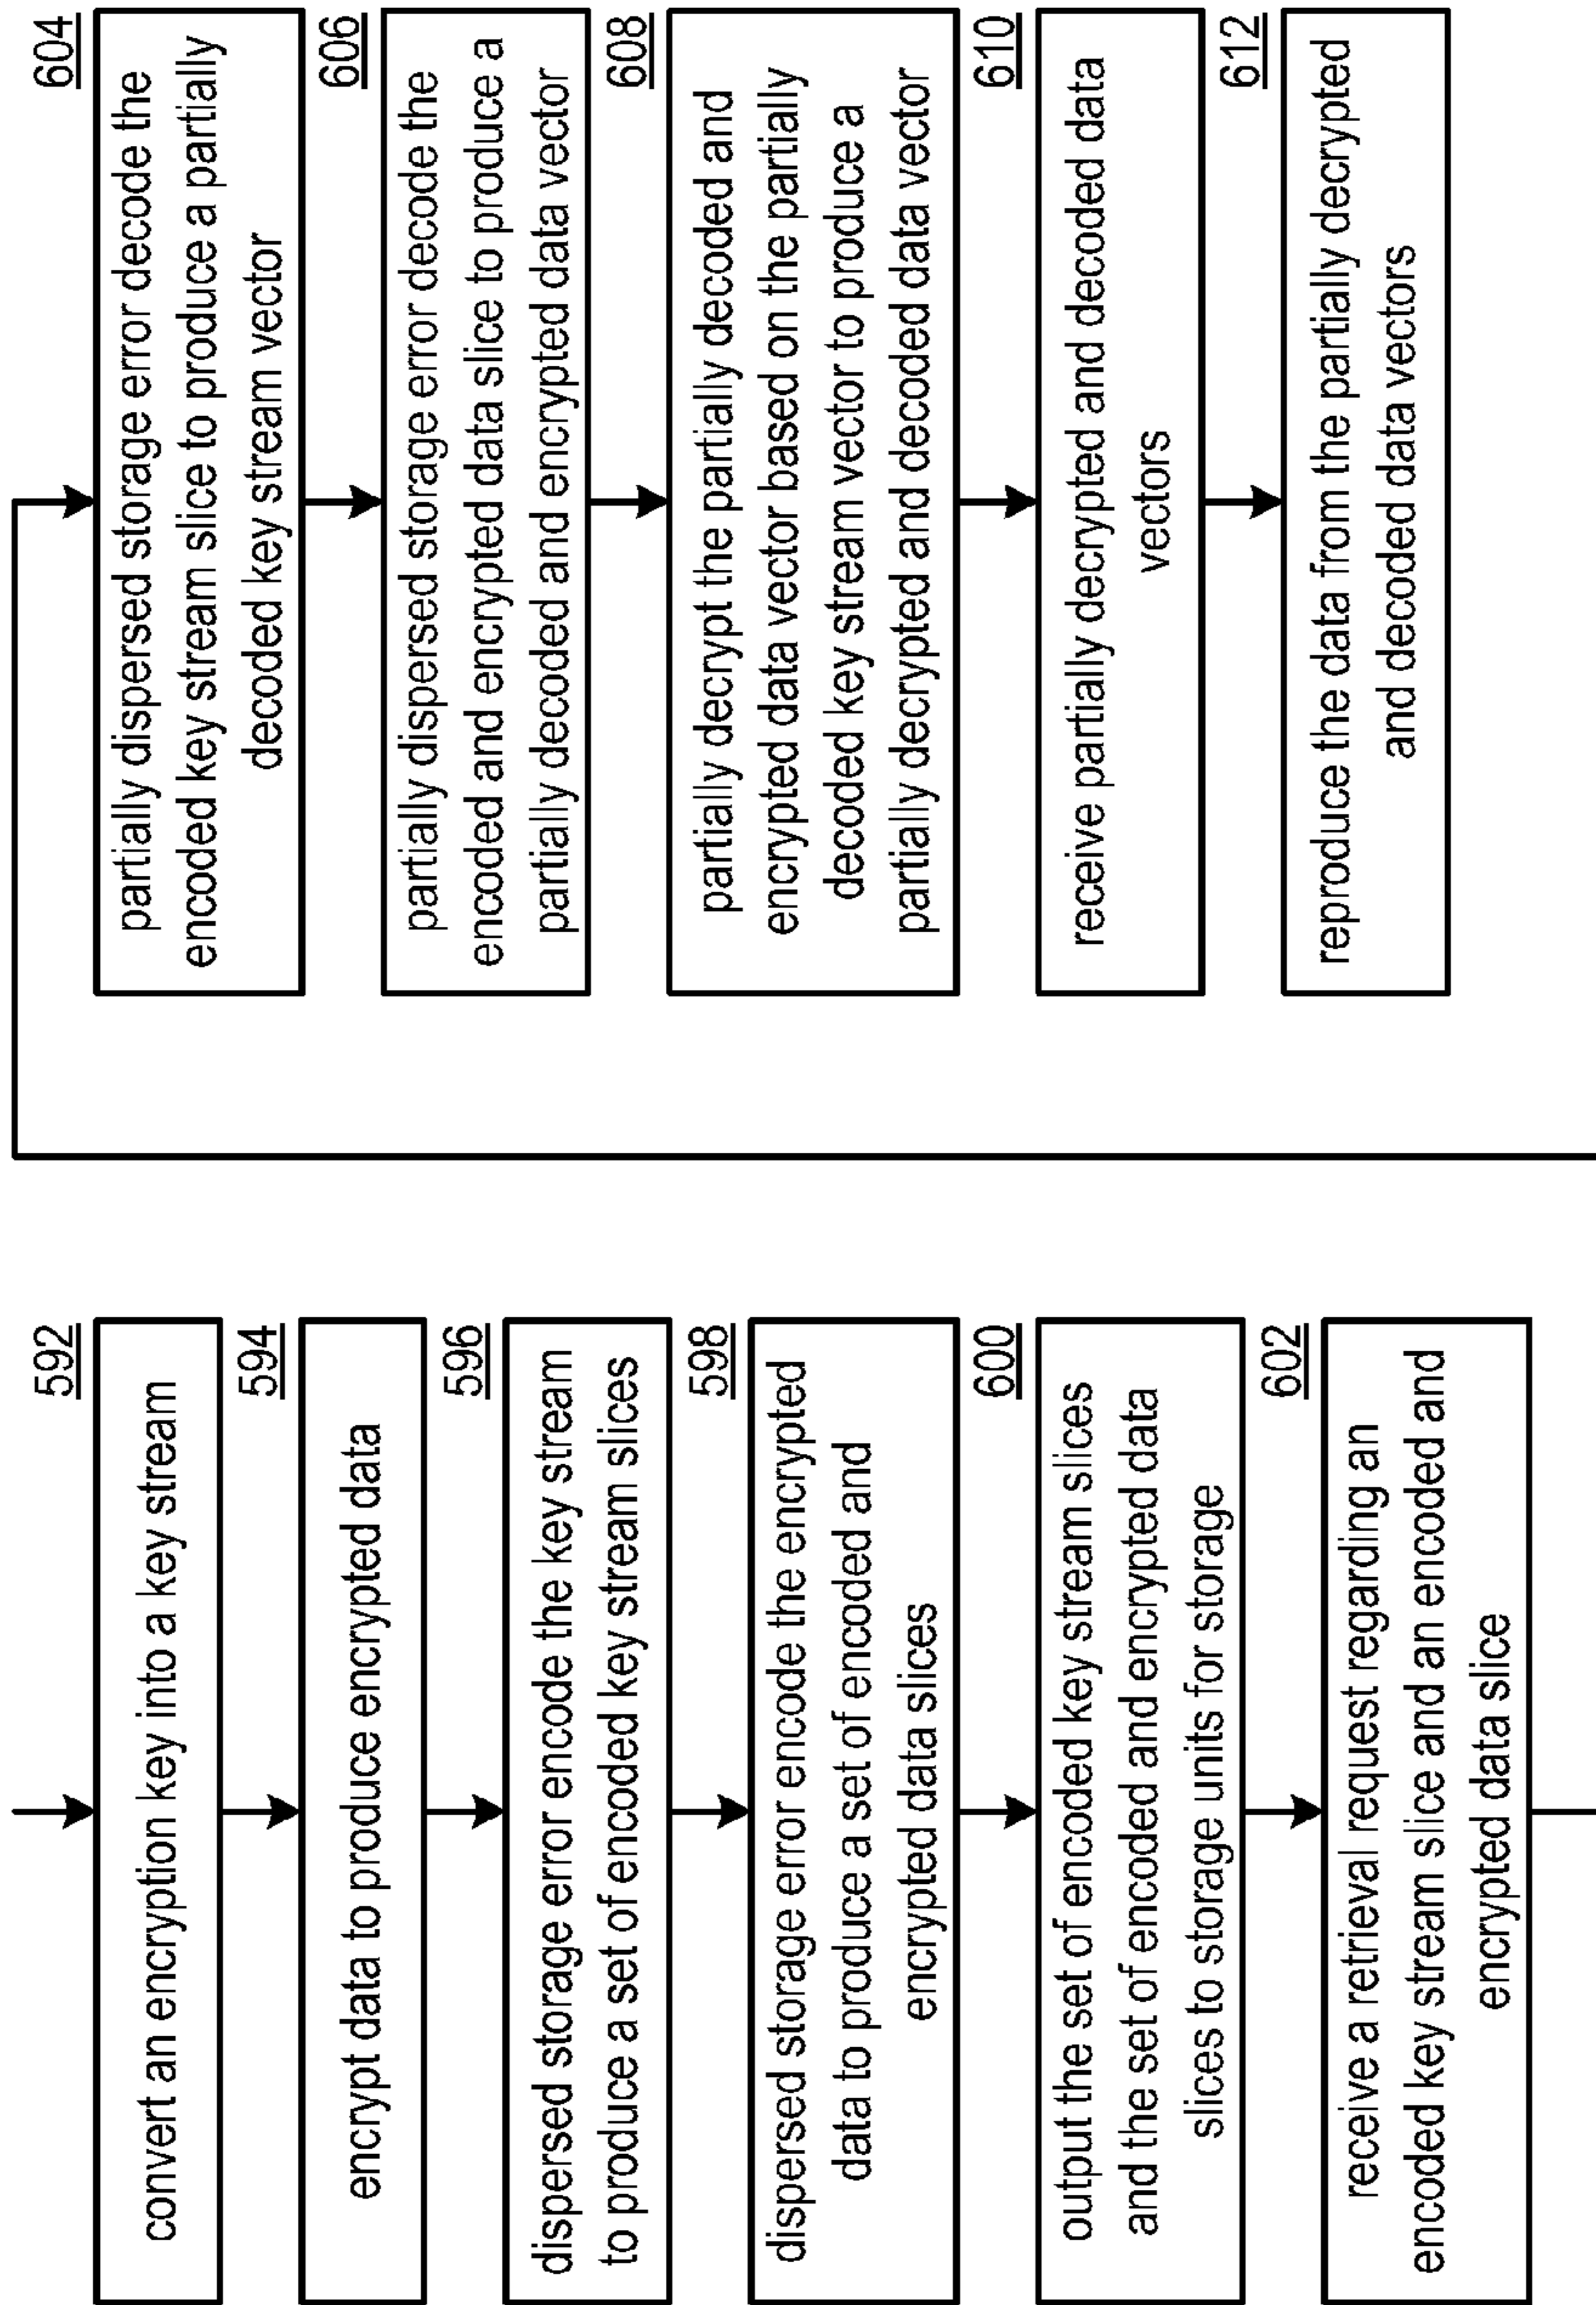 592
convert an encryption key into a key stream
594
encrypt data to produce encrypted data
596
dispersed storage error encode the key stream
to produce a set of encoded key stream slices
598
dispersed storage error encode the encrypted
data to produce a set of encoded and
encrypted data slices
600
output the set of encoded key stream slices
and the set of encoded and encrypted data
slices to storage units for storage
602
receive a retrieval request regarding an
encoded key stream slice and an encoded and
encrypted data slice
604
partially dispersed storage error decode the
encoded key stream slice to produce a partially
decoded key stream vector
606
partially dispersed storage error decode the
encoded and encrypted data slice to produce a
partially decoded and encrypted data vector
608
partially decrypt the partially decoded and
encrypted data vector based on the partially
decoded key stream vector to produce a
partially decrypted and decoded data vector
610
receive partially decrypted and decoded data
vectors
612
reproduce the data from the partially decrypted
and decoded data vectors